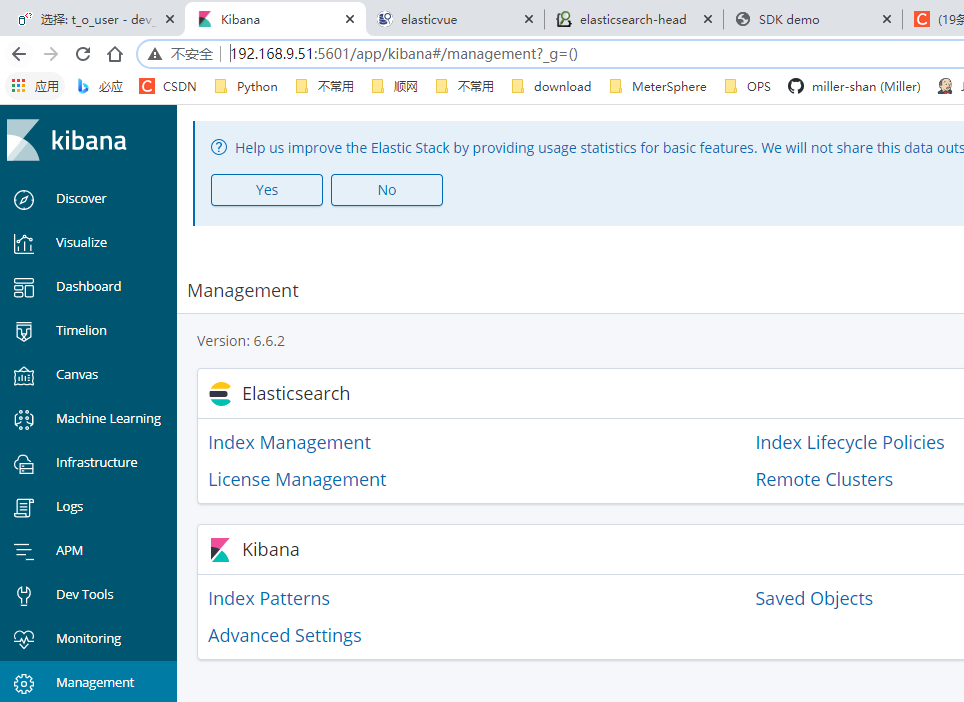 选择: t_o_user - dev_
Kibana
elasticvue
elasticsearch-head
SDK demo
(19条
不安全
192.168.9.51:5601/app/kibana#/management?_g=()
应用
必应
CSDN
Python
不常用
顺网
不常用
download
MeterSphere
OPS
miller-shan (Miller)
kibana
Help us improve the Elastic Stack by providing usage statistics for basic features. We will not share this data outs
Yes
No
Discover
Visualize
Dashboard
Timelion
Canvas
Machine Learning
Infrastructure
Logs
APM
Dev Tools
Monitoring
Management
Management
Version: 6.6.2
Elasticsearch
Index Management
Index Lifecycle Policies
License Management
Remote Clusters
Kibana
Index Patterns
Saved Objects
Advanced Settings